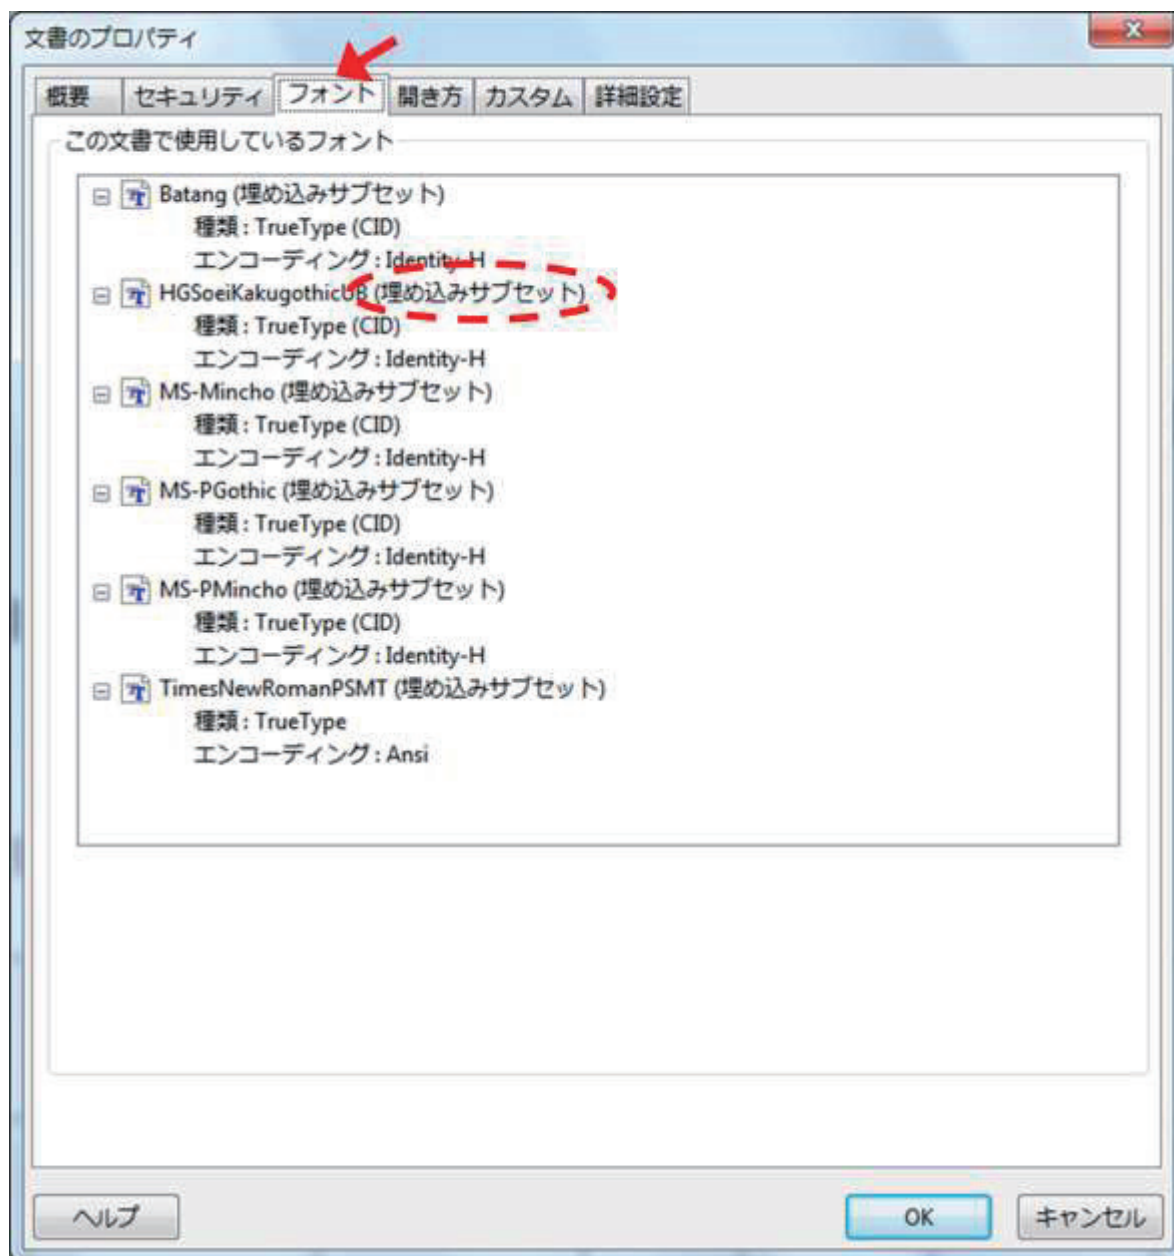 文書のプロパティ
概要 セキュリティ フォント 開き方 カスタム 詳細設定
この文書で使用しているフォント
Batang (埋め込みサブセット)
種類 : TrueType (CID)
エンコーディング : Identity-H
HGSoeiKakugothicUB (埋め込みサブセット)
種類 : TrueType (CID)
エンコーディング : Identity-H
MS-Mincho (埋め込みサブセット)
種類 : TrueType (CID)
エンコーディング : Identity-H
MS-PGothic (埋め込みサブセット)
種類 : TrueType (CID)
エンコーディング : Identity-H
MS-PMincho (埋め込みサブセット)
種類 : TrueType (CID)
エンコーディング : Identity-H
TimesNewRomanPSMT (埋め込みサブセット)
種類 : TrueType
エンコーディング : Ansi
ヘルプ OK キャンセル